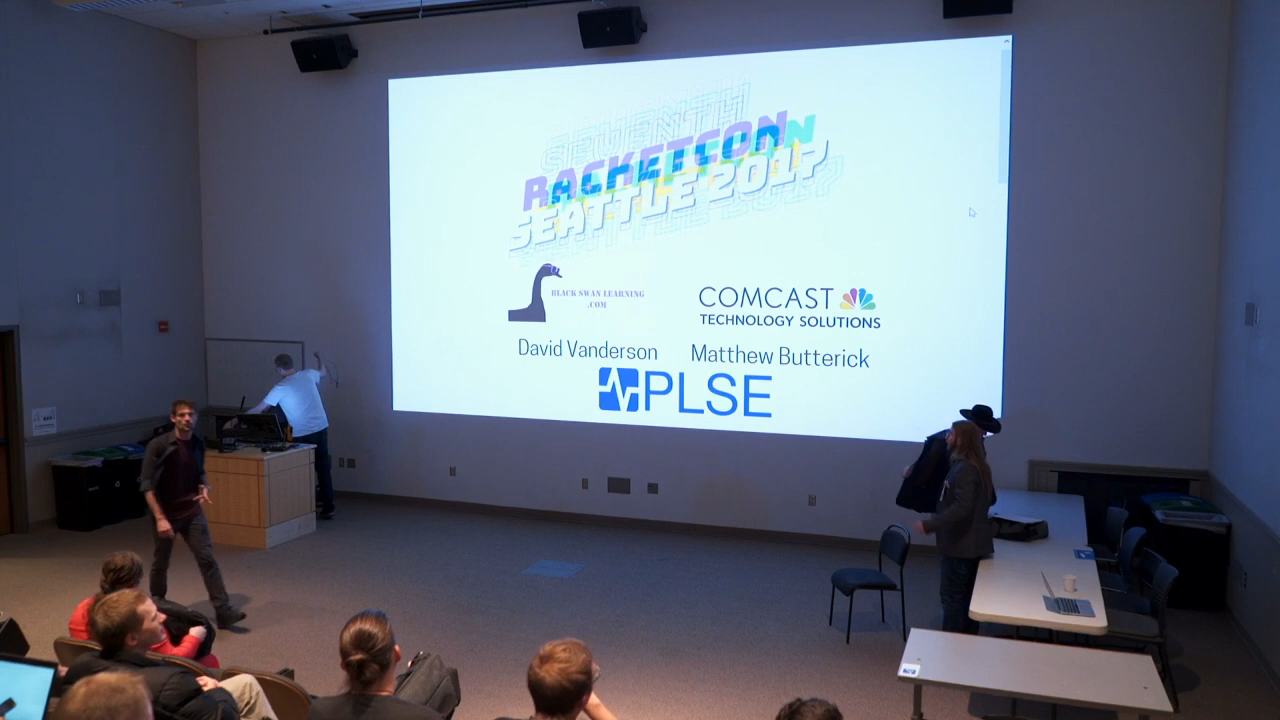 SEVENTH
RACKETCON
SEATTLE 2017
BLACK SWAN LEARNING
.COM
COMCAST
TECHNOLOGY SOLUTIONS
David Vanderson
Matthew Butterick
PLSE